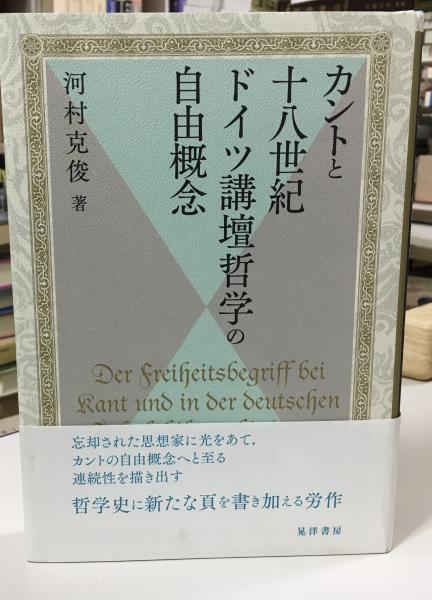 カントと
十八世紀
ドイツ講壇哲学の
自由概念
河村克俊 著
Der Freiheitsbegriff bei
Kant und in der deutschen
忘却された思想家に光をあて，
カントの自由概念へと至る
連続性を描き出す
哲学史に新たな頁を書き加える労作
晃洋書房